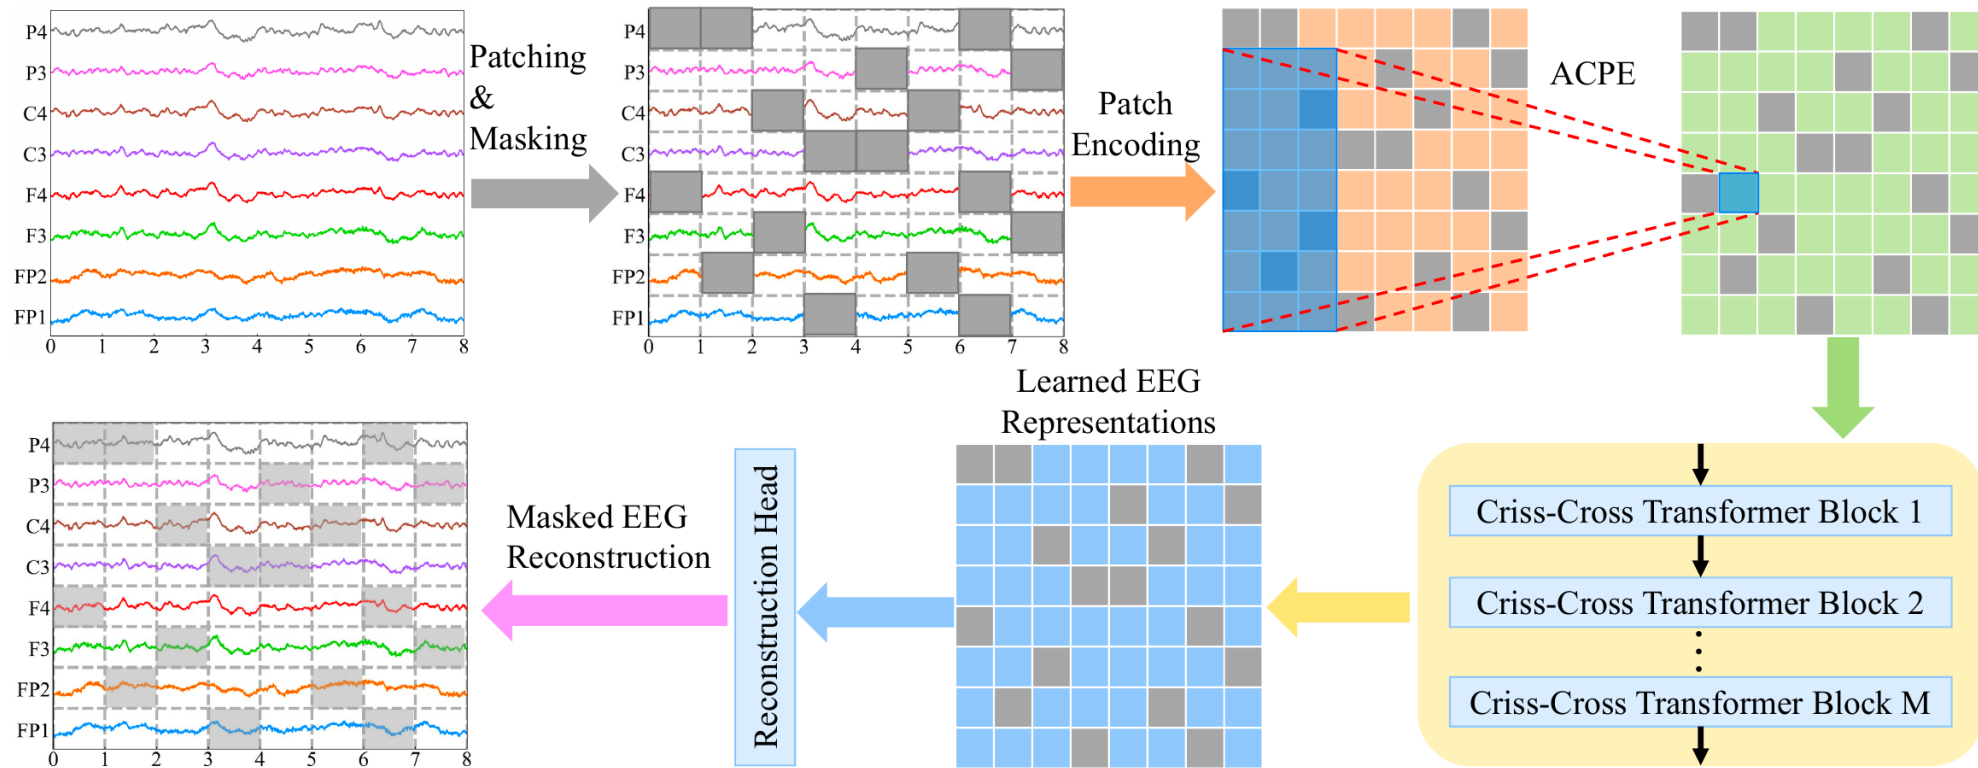 P4
P3
C4
C3
F4
F3
FP2
FP1
0 1 2 3 4 5 6 7 8
Patching
&
Masking
P4
P3
C4
C3
F4
F3
FP2
FP1
0 1 2 3 4 5 6 7 8
Patch
Encoding
ACPE
Criss-Cross Transformer Block 1
Criss-Cross Transformer Block 2
Criss-Cross Transformer Block M
Learned EEG
Representations
Reconstruction Head
Masked EEG
Reconstruction
P4
P3
C4
C3
F4
F3
FP2
FP1
0 1 2 3 4 5 6 7 8